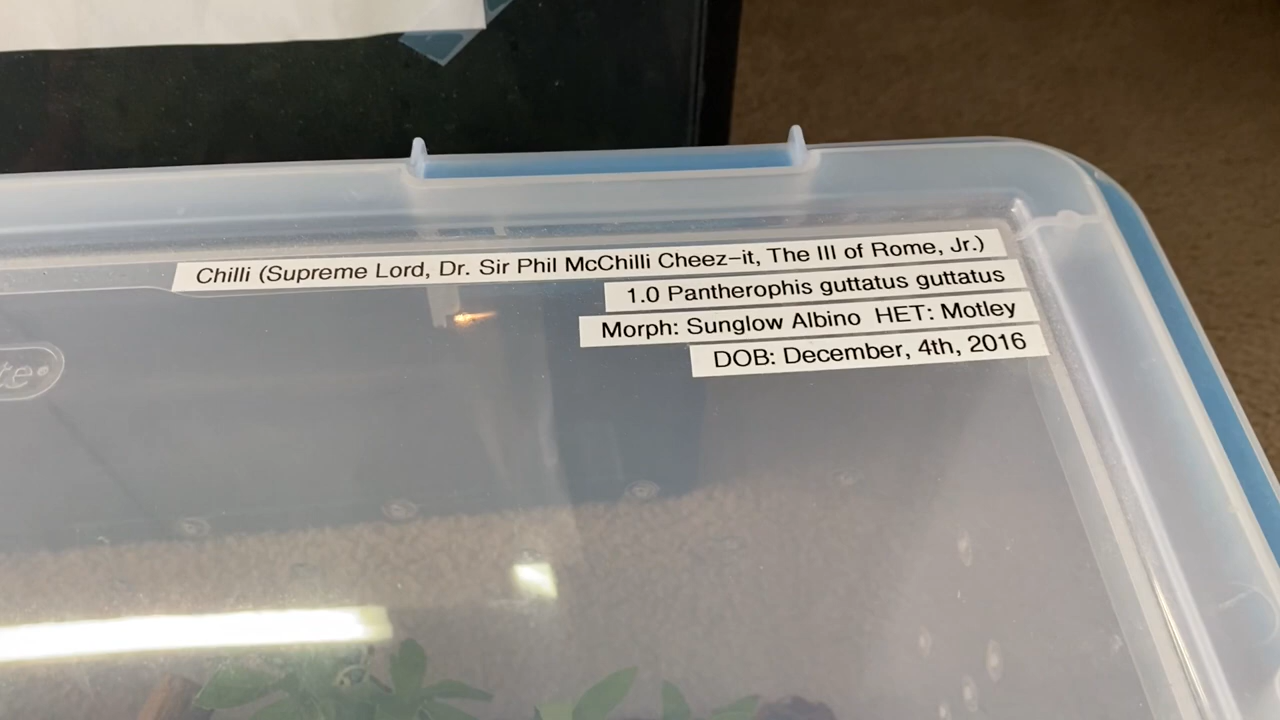 Chilli (Supreme Lord, Dr. Sir Phil McChilli Cheez-it, The III of Rome, Jr.)
1.0 Pantherophis guttatus guttatus
Morph: Sunglow Albino HET: Motley
DOB: December, 4th, 2016